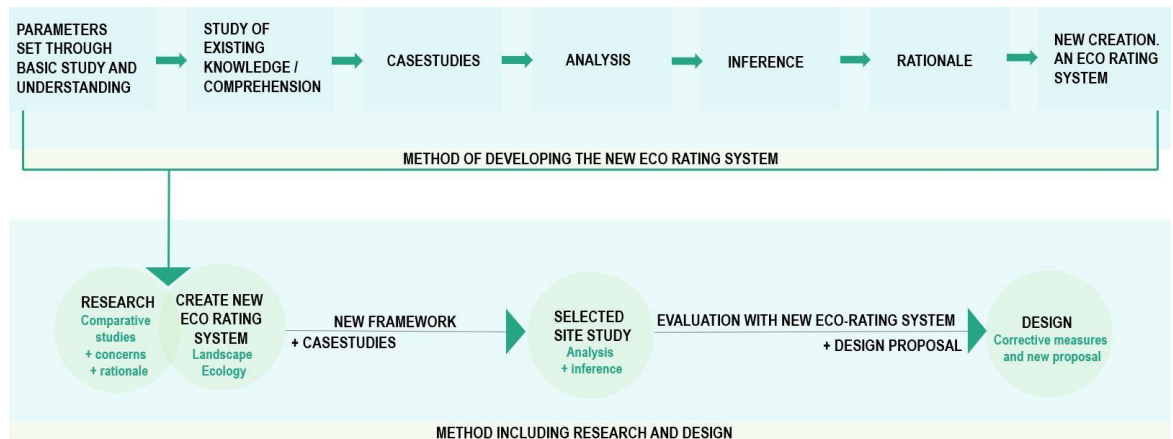 PARAMETERS
SET THROUGH
BASIC STUDY AND
UNDERSTANDING
STUDY OF
EXISTING
KNOWLEDGE /
COMPREHENSION
CASESTUDIES
ANALYSIS
INFERENCE
RATIONALE
NEW CREATION.
AN ECO RATING
SYSTEM
METHOD OF DEVELOPING THE NEW ECO RATING SYSTEM
RESEARCH
Comparative
studies
+ concerns
+ rationale
CREATE NEW
ECO RATING
SYSTEM
Landscape
Ecology
NEW FRAMEWORK
+ CASESTUDIES
SELECTED
SITE STUDY
Analysis
+ inference
EVALUATION WITH NEW ECO-RATING SYSTEM
+ DESIGN PROPOSAL
DESIGN
Corrective measures
and new proposal
METHOD INCLUDING RESEARCH AND DESIGN